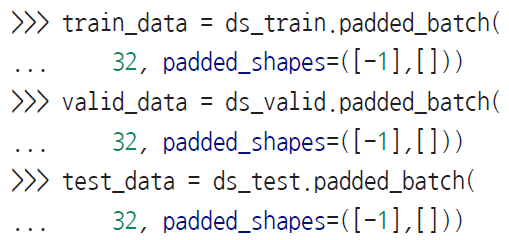 >>> train_data = ds_train.padded_batch(
...     32, padded_shapes=([-1],[]))
>>> valid_data = ds_valid.padded_batch(
...     32, padded_shapes=([-1],[]))
>>> test_data = ds_test.padded_batch(
...     32, padded_shapes=([-1],[]))